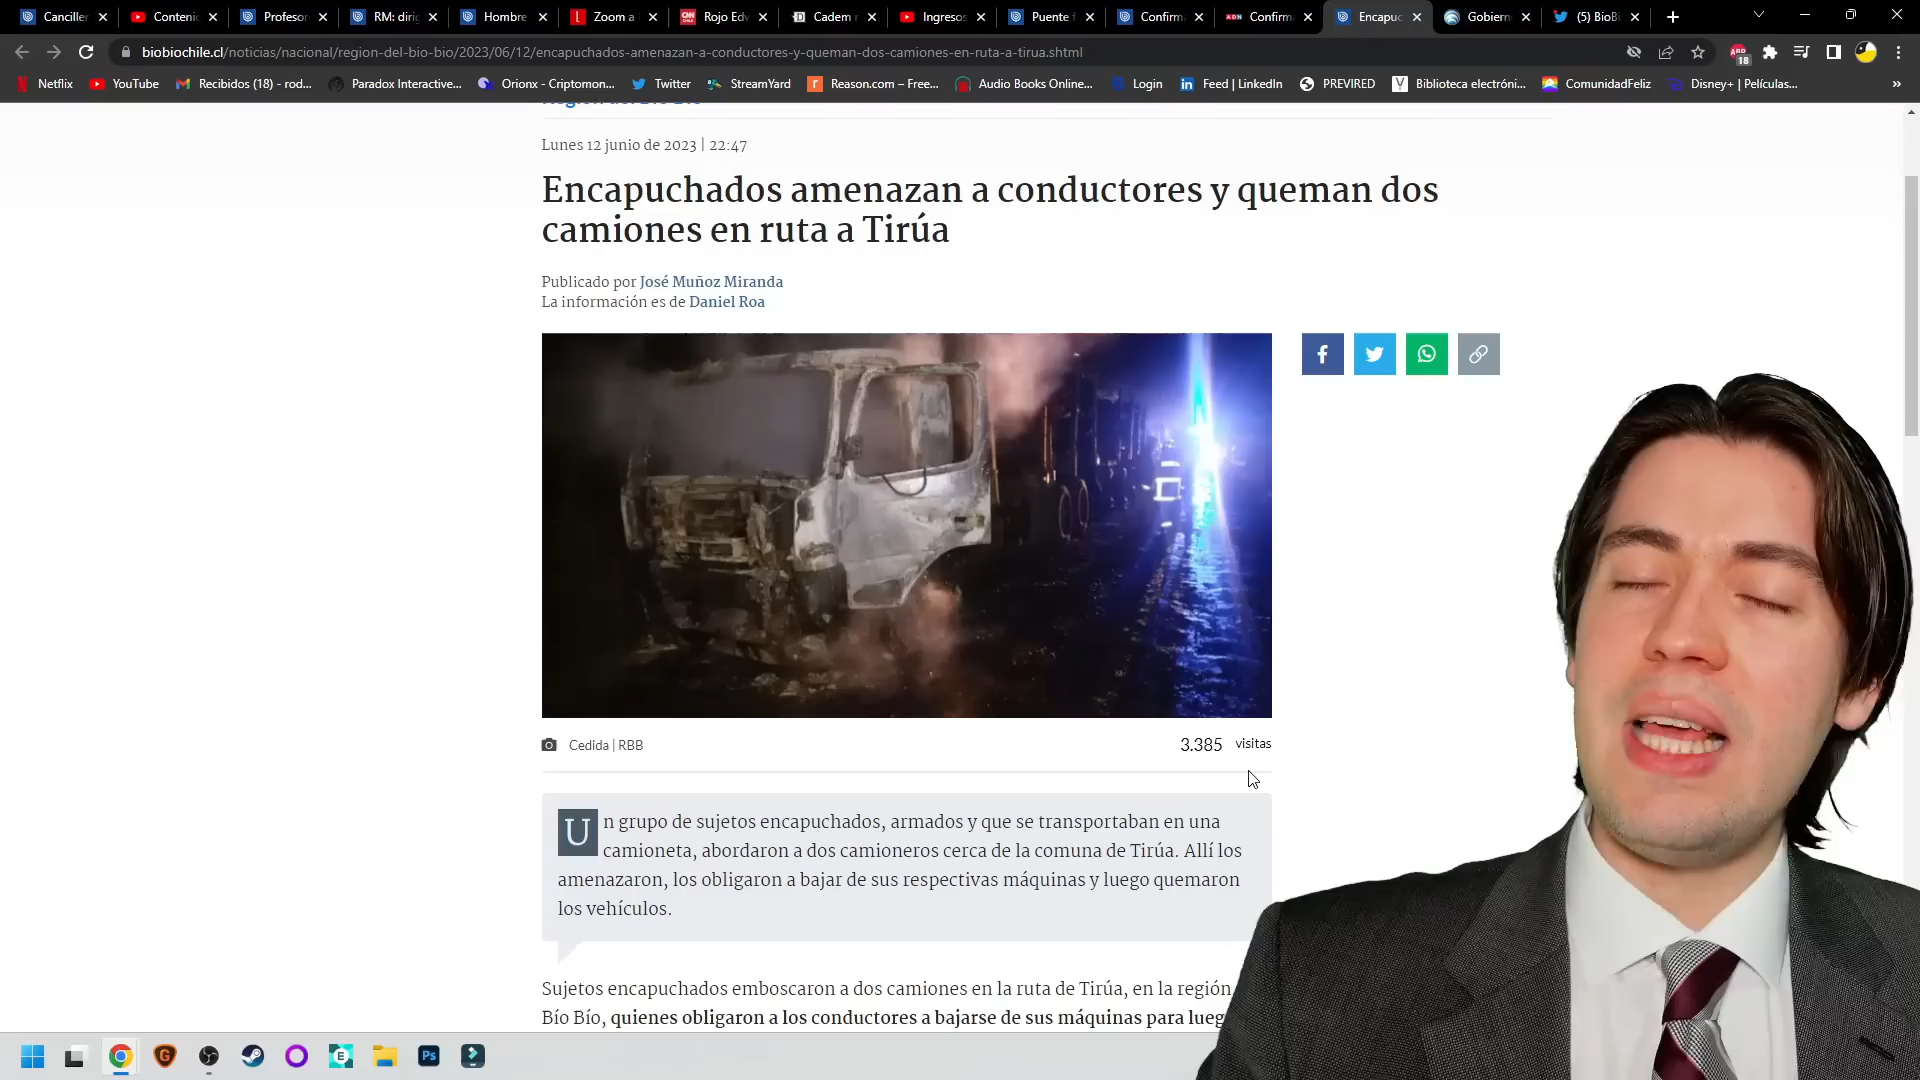 Canciller
Conteni
Profesor
RM: dirig
Hombre
Zoom a
Rojo Edw
Cadem
Ingresos
Puente
Confirm
Confirm
Encapuc
Gobiern
(5) BioBi
biobiochile.cl/noticias/nacional/region-del-bio-bio/2023/06/12/encapuchados-amenazan-a-conductores-y-queman-dos-camiones-en-ruta-a-tirua.shtml
18
Netflix
YouTube
Recibidos (18) - rod...
Paradox Interactive...
Orionx - Criptomon...
Twitter
StreamYard
Reason.com – Free...
Audio Books Online...
Login
Feed | LinkedIn
PREVIRED
Biblioteca electróni...
ComunidadFeliz
Disney+ | Películas...
»
Lunes 12 junio de 2023 | 22:47
Encapuchados amenazan a conductores y queman dos
camiones en ruta a Tirúa
Publicado por José Muñoz Miranda
La información es de Daniel Roa
Cedida | RBB
3.385 visitas
Un grupo de sujetos encapuchados, armados y que se transportaban en una
camioneta, abordaron a dos camioneros cerca de la comuna de Tirúa. Allí los
amenazaron, los obligaron a bajar de sus respectivas máquinas y luego quemaron
los vehículos.
Sujetos encapuchados emboscaron a dos camiones en la ruta de Tirúa, en la región
Bío Bío, quienes obligaron a los conductores a bajarse de sus máquinas para lueg